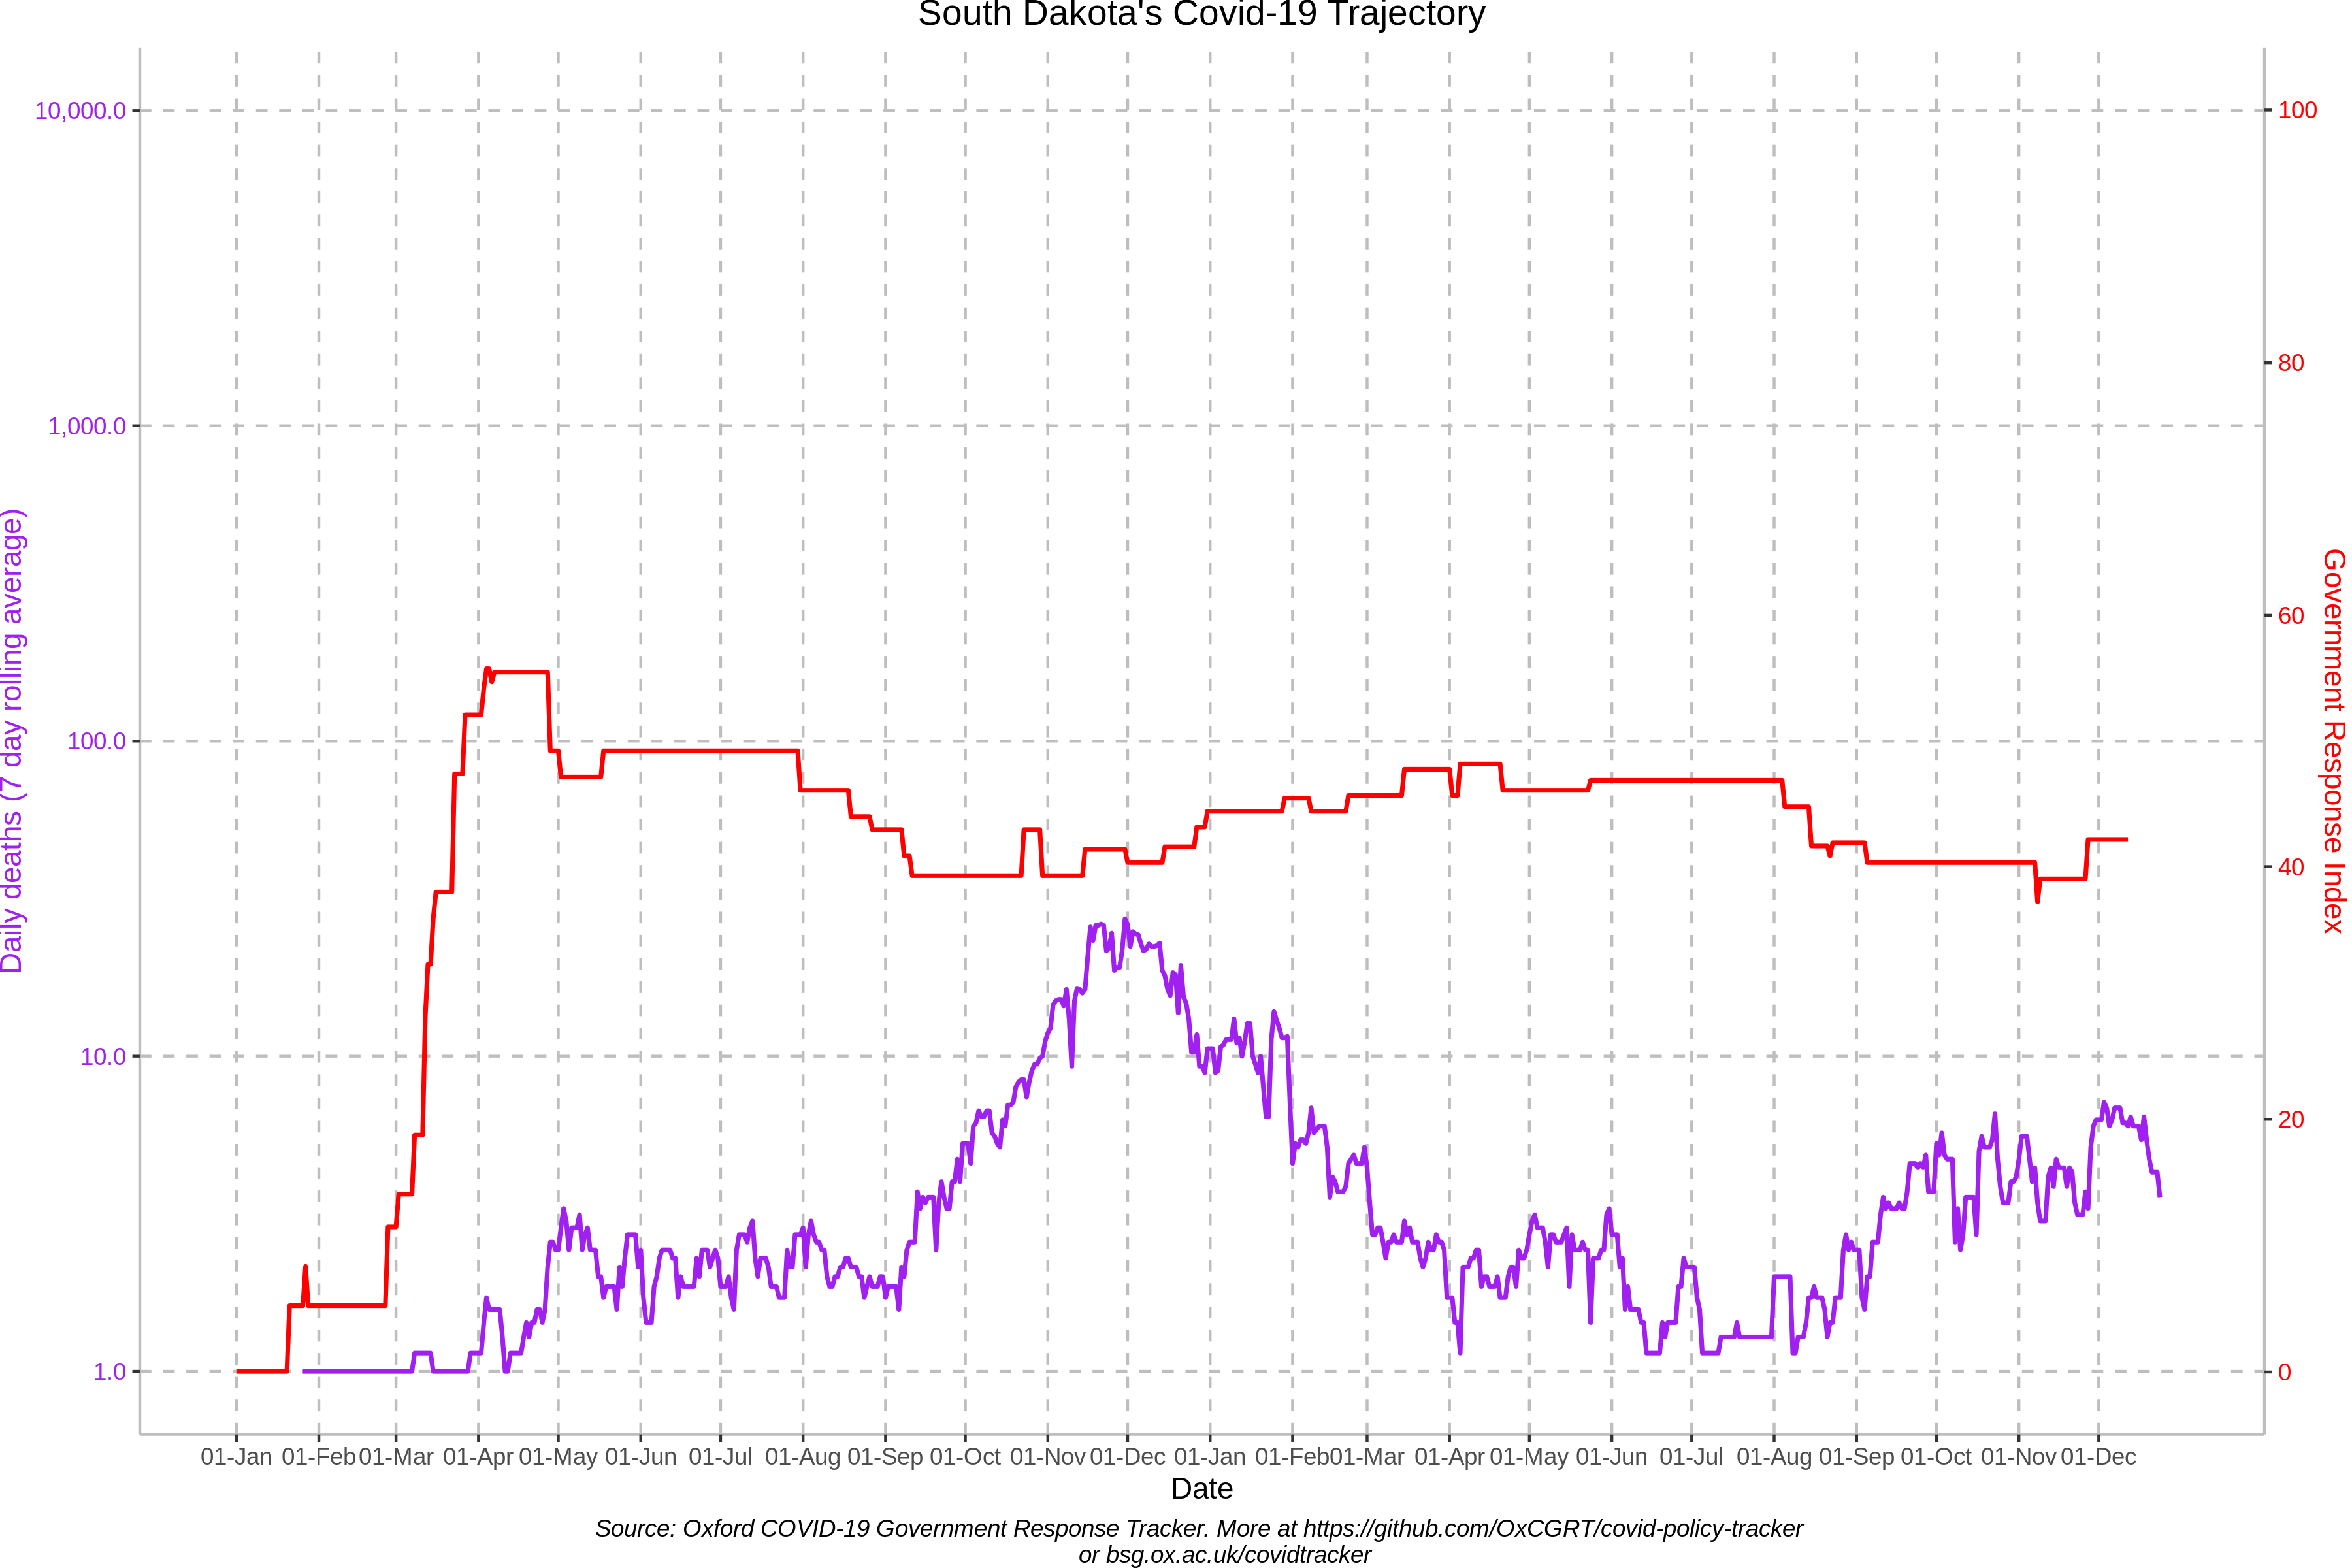 South Dakota's Covid-19 Trajectory
10,000.0
1,000.0
100.0
10.0
1.0
Daily deaths (7 day rolling average)
100
80
60
40
20
0
Government Response Index
01-Jan 01-Feb 01-Mar 01-Apr 01-May 01-Jun 01-Jul 01-Aug 01-Sep 01-Oct 01-Nov 01-Dec 01-Jan 01-Feb 01-Mar 01-Apr 01-May 01-Jun 01-Jul 01-Aug 01-Sep 01-Oct 01-Nov 01-Dec
Date
Source: Oxford COVID-19 Government Response Tracker. More at https://github.com/OxCGRT/covid-policy-tracker
or bsg.ox.ac.uk/covidtracker